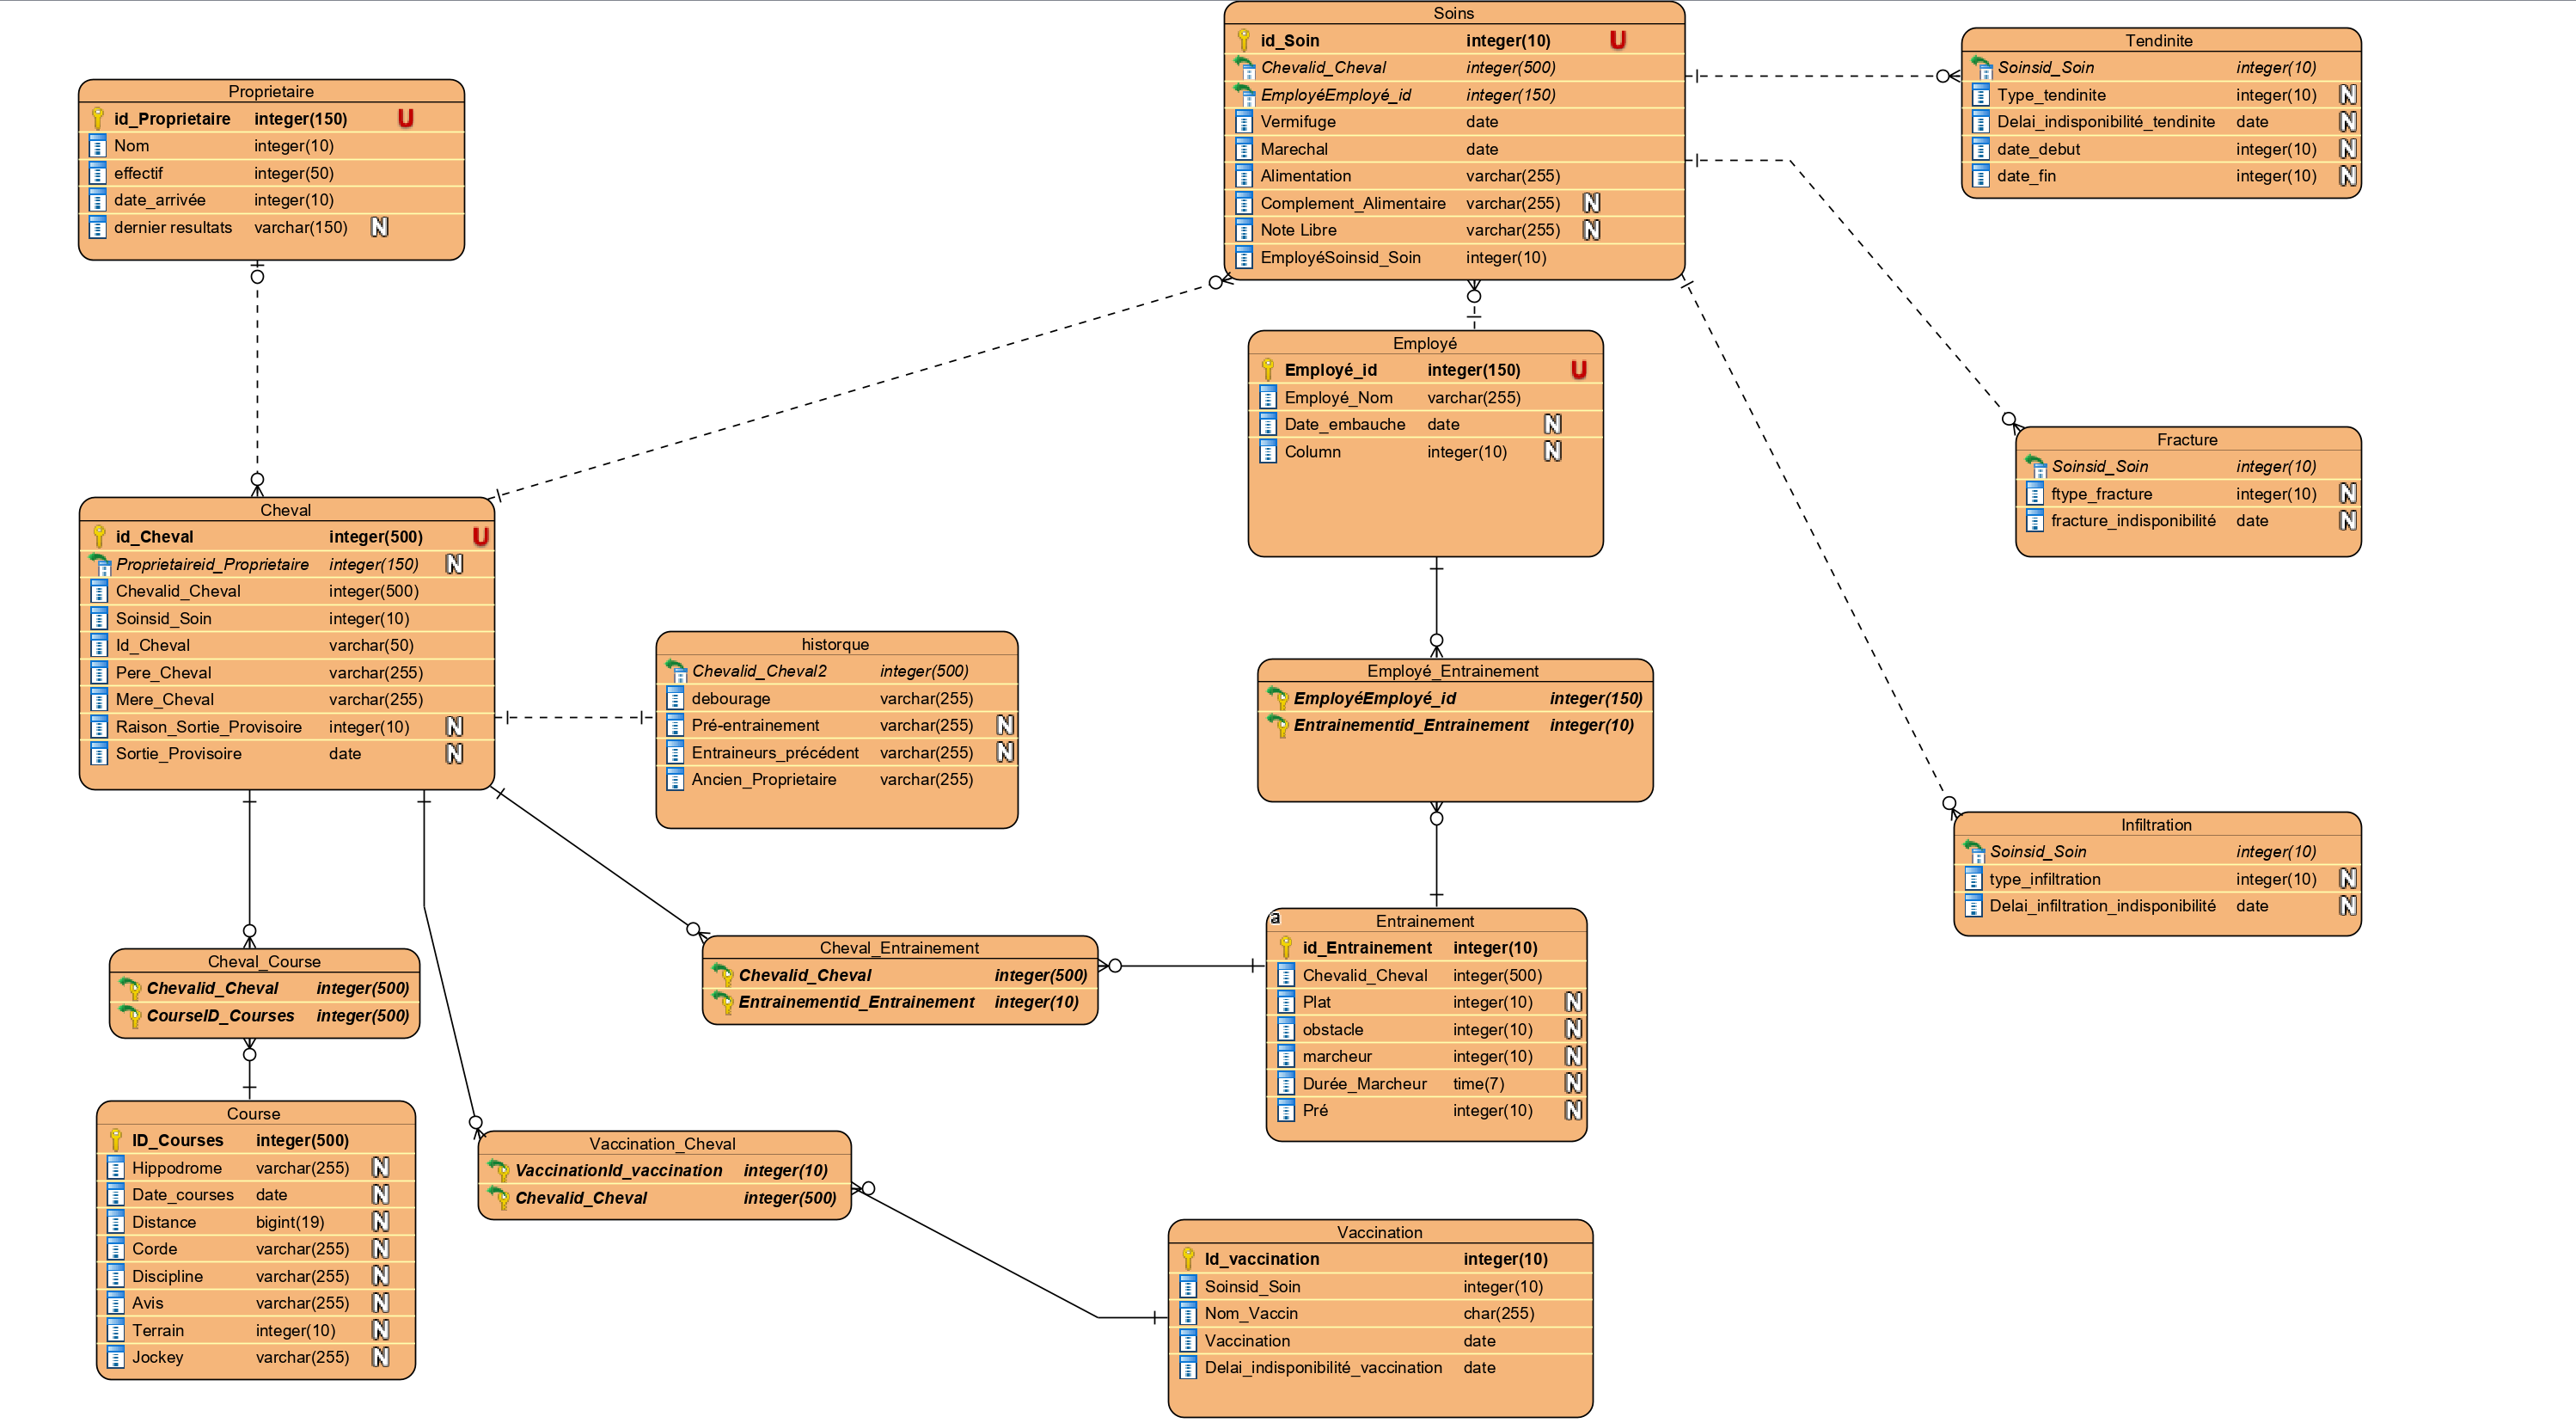 Proprietaire
id_Proprietaire integer(150) U
Nom integer(10)
effectif integer(50)
date_arrivée integer(10)
dernier resultats varchar(150) N
Soins
id_Soin integer(10) U
Chevalid_Cheval integer(500)
EmployéEmployé_id integer(150)
Vermifuge date
Marechal date
Alimentation varchar(255)
Complement_Alimentaire varchar(255) N
Note Libre varchar(255) N
EmployéSoinsid_Soin integer(10)
Tendinite
Soinsid_Soin integer(10)
Type_tendinite integer(10) N
Delai_indisponibilité_tendinite date N
date_debut integer(10) N
date_fin integer(10) N
Employé
Employé_id integer(150) U
Employé_Nom varchar(255)
Date_embauche date N
Column integer(10) N
Fracture
Soinsid_Soin integer(10)
ftype_fracture integer(10) N
fracture_indisponibilité date N
Cheval
id_Cheval integer(500) U
Proprietaireid_Proprietaire integer(150) N
Chevalid_Cheval integer(500)
Soinsid_Soin integer(10)
Id_Cheval varchar(50)
Pere_Cheval varchar(255)
Mere_Cheval varchar(255)
Raison_Sortie_Provisoire integer(10) N
Sortie_Provisoire date N
historque
Chevalid_Cheval2 integer(500)
debourage varchar(255)
Pré-entrainement varchar(255) N
Entraineurs_précédent varchar(255) N
Ancien_Proprietaire varchar(255)
Employé_Entrainement
EmployéEmployé_id integer(150)
Entrainementid_Entrainement integer(10)
Infiltration
Soinsid_Soin integer(10)
type_infiltration integer(10) N
Delai_infiltration_indisponibilité date N
Cheval_Entrainement
Chevalid_Cheval integer(500)
Entrainementid_Entrainement integer(10)
a
Entrainement
id_Entrainement integer(10)
Chevalid_Cheval integer(500)
Plat integer(10) N
obstacle integer(10) N
marcheur integer(10) N
Durée_Marcheur time(7) N
Pré integer(10) N
Cheval_Course
Chevalid_Cheval integer(500)
CourseID_Courses integer(500)
Course
ID_Courses integer(500)
Hippodrome varchar(255) N
Date_courses date N
Distance bigint(19) N
Corde varchar(255) N
Discipline varchar(255) N
Avis varchar(255) N
Terrain integer(10) N
Jockey varchar(255) N
Vaccination_Cheval
VaccinationId_vaccination integer(10)
Chevalid_Cheval integer(500)
Vaccination
Id_vaccination integer(10)
Soinsid_Soin integer(10)
Nom_Vaccin char(255)
Vaccination date
Delai_indisponibilité_vaccination date